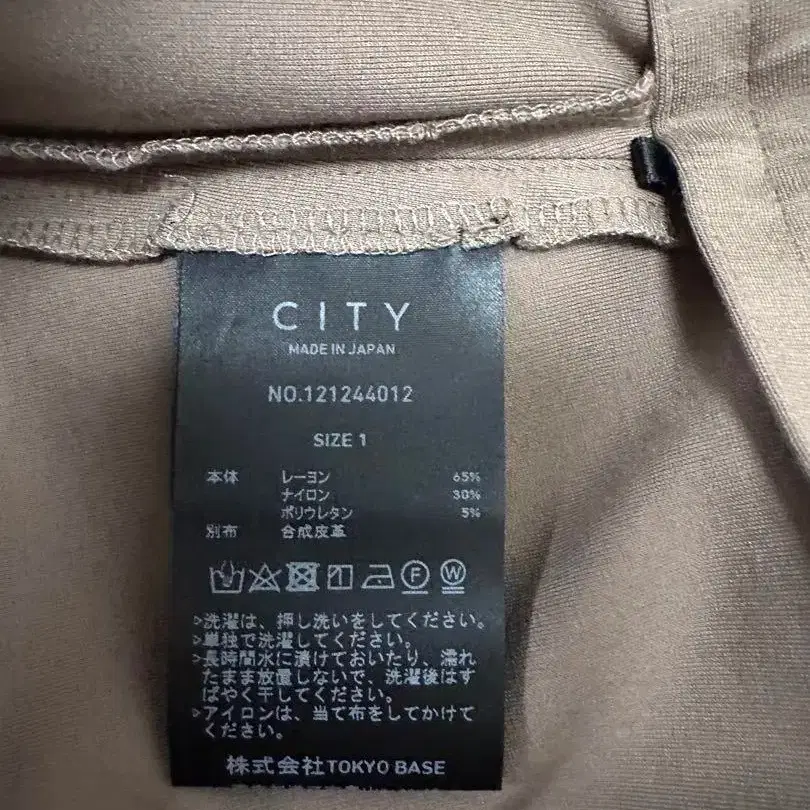 CITY
MADE IN JAPAN
NO.121244012
SIZE 1
本体 レーヨン 65%
ナイロン 30%
ポリウレタン 5%
別布 合成皮革
F W
>洗濯は、押し洗いをしてください。
>単独で洗濯してください。
>長時間水に漬けておいたり、濡れ
たまま放置しないで、洗濯後はす
ばやく干してください。
>アイロンは、当て布をしてかけて
ください。
株式会社TOKYO BASE